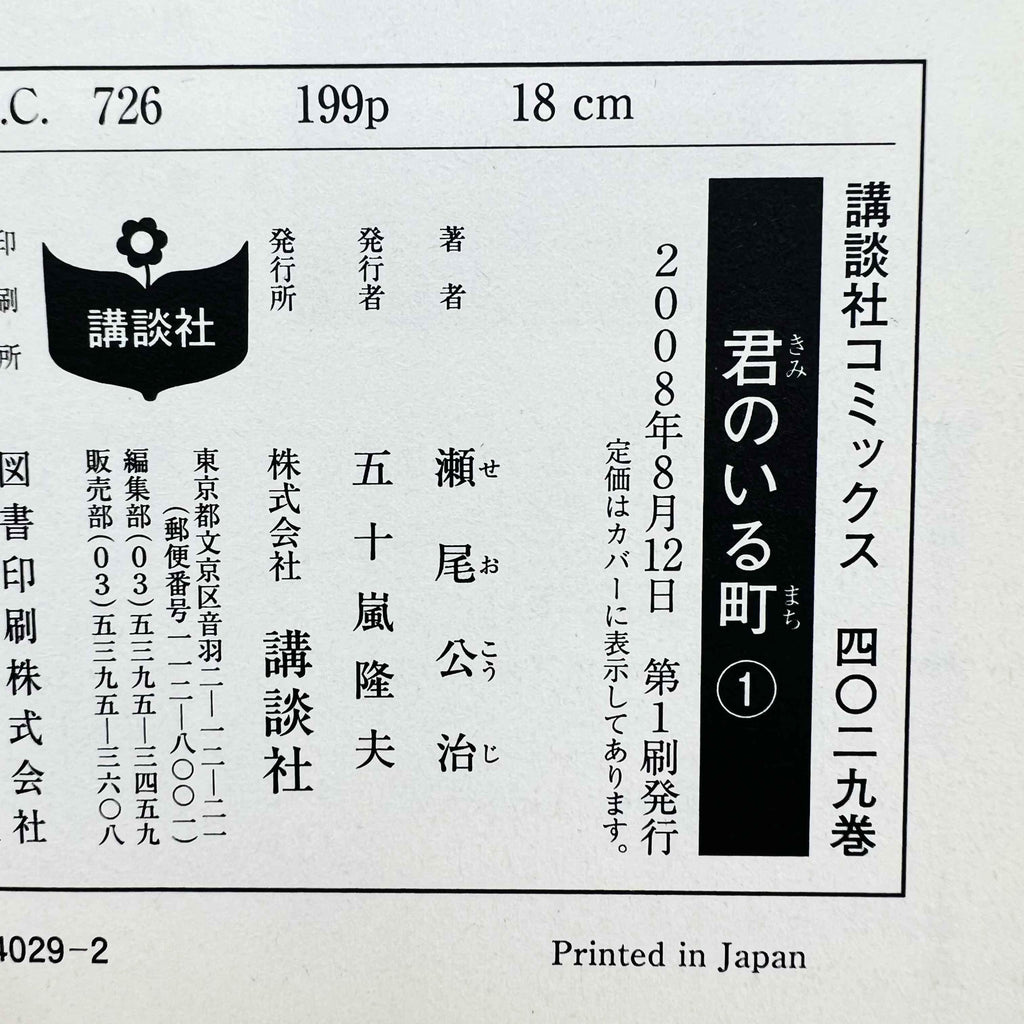 .C. 726 199p 18 cm
講談社コミックス 四〇二九巻
君のいる町 ①
きみ
まち
2008年8月12日 第1刷発行
定価はカバーに表示してあります。
著者 瀬尾公治
せ お こう じ
発行者 五十嵐隆夫
発行所 株式会社 講談社
東京都文京区音羽二―一二―二一
(郵便番号一一二―八〇〇一)
編集部(03)五三九五―三四五九
販売部(03)五三九五―三六〇八
講談社
印刷所 図書印刷株式会社
4029-2
Printed in Japan